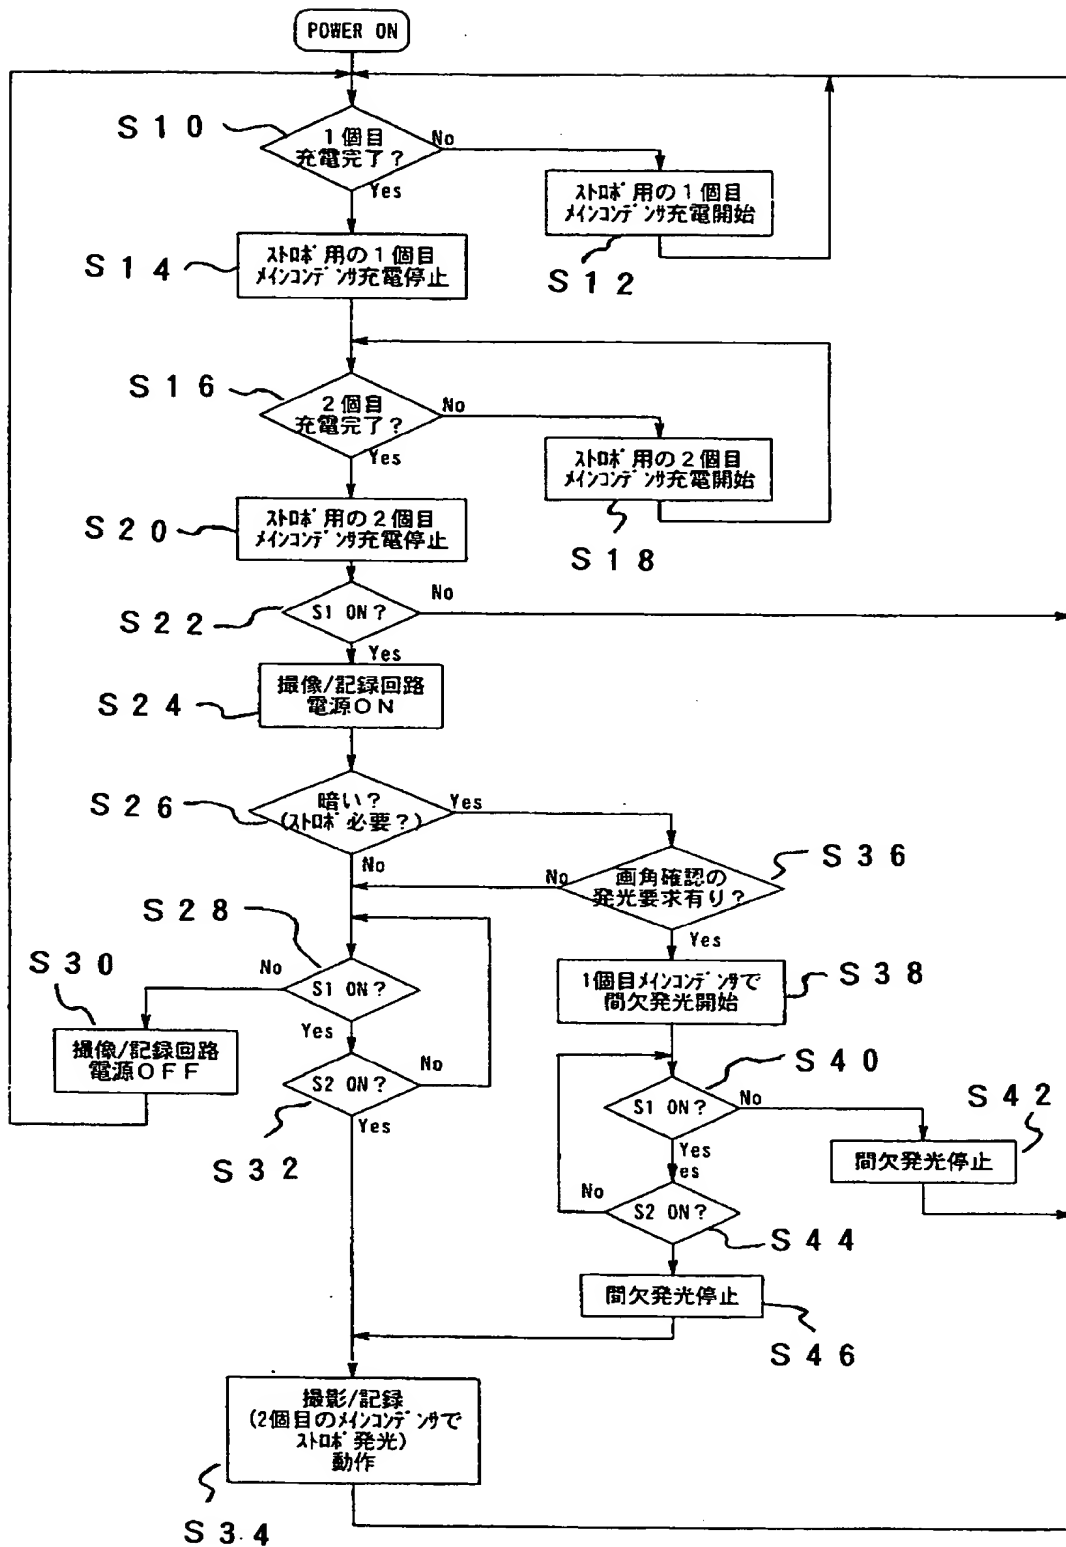 POWER ON
S10
1個目
充電完了?
No
Yes
ストロボ用の1個目
メインコンデンサ充電開始
S12
S14
ストロボ用の1個目
メインコンデンサ充電停止
S16
2個目
充電完了?
No
Yes
ストロボ用の2個目
メインコンデンサ充電開始
S18
S20
ストロボ用の2個目
メインコンデンサ充電停止
S22
S1 ON?
No
Yes
S24
撮像/記録回路
電源ON
S26
暗い?
(ストロボ必要?)
Yes
No
S36
画角確認の
発光要求有り?
No
Yes
S28
S1 ON?
No
Yes
S30
撮像/記録回路
電源OFF
S32
S2 ON?
No
Yes
S38
1個目メインコンデンサで
間欠発光開始
S40
S1 ON?
No
Yes
es
S42
間欠発光停止
S2 ON?
No
S44
間欠発光停止
S46
撮影/記録
(2個目のメインコンデンサで
ストロボ発光)
動作
S34